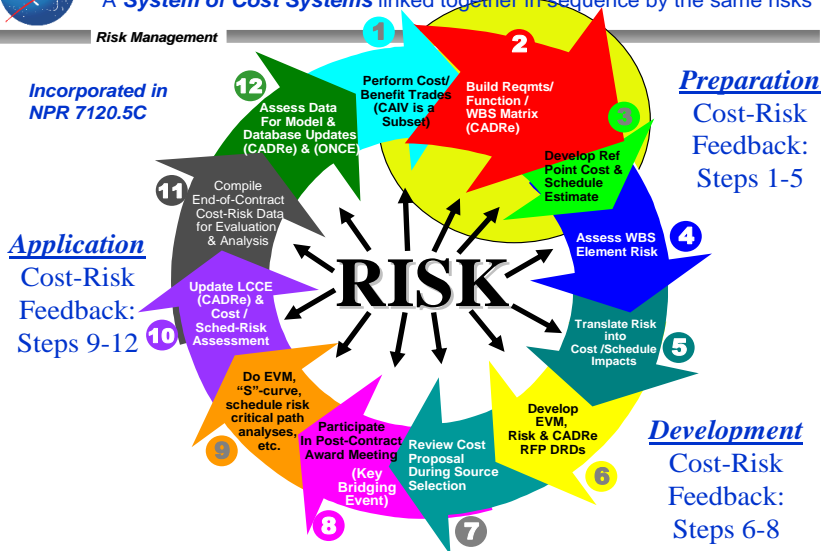 A System of Cost Systems linked together in sequence by the same risks
Risk Management
Incorporated in
NPR 7120.5C
1
Perform Cost/
Benefit Trades
(CAIV is a
Subset)
2
Build Reqmts/
Function /
WBS Matrix
(CADRe)
3
Develop Ref
Point Cost &
Schedule
Estimate
4
Assess WBS
Element Risk
5
Translate Risk
into
Cost /Schedule
Impacts
6
Develop
EVM,
Risk & CADRe
RFP DRDs
7
Review Cost
Proposal
During Source
Selection
8
Participate
In Post-Contract
Award Meeting
(Key
Bridging
Event)
9
Do EVM,
“S”-curve,
schedule risk
critical path
analyses,
etc.
10
Update LCCE
(CADRe) &
Cost /
Sched-Risk
Assessment
11
Compile
End-of-Contract
Cost-Risk Data
for Evaluation
& Analysis
12
Assess Data
For Model &
Database Updates
(CADRe) & (ONCE)
RISK
Preparation
Cost-Risk
Feedback:
Steps 1-5
Development
Cost-Risk
Feedback:
Steps 6-8
Application
Cost-Risk
Feedback:
Steps 9-12